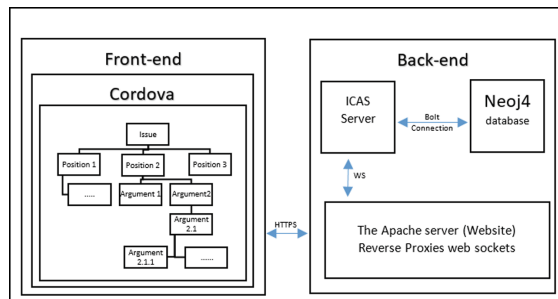 Front-end
Cordova
Issue
Position 1
Position 2
Position 3
.....
Argument 1
Argument2
Argument
2.1
Argument
2.1.1
......
HTTPS
Back-end
ICAS
Server
Bolt
Connection
Neoj4
database
WS
The Apache server (Website)
Reverse Proxies web sockets